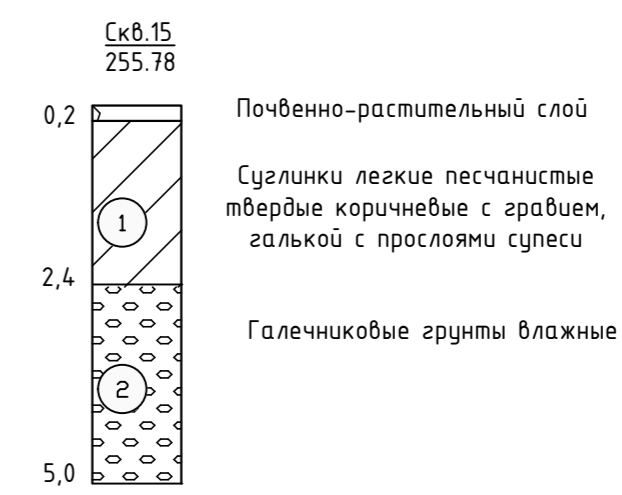 Скв.15
255.78
0,2
Почвенно-растительный слой
Суглинки легкие песчанистые
твердые коричневые с гравием,
галькой с прослоями супеси
1
2,4
Галечниковые грунты влажные
2
5,0